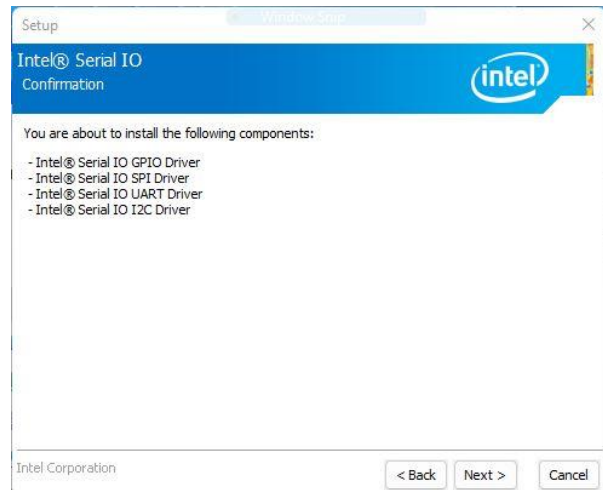 Window Snip
Setup
Intel® Serial IO
Confirmation
intel
You are about to install the following components:
- Intel® Serial IO GPIO Driver
- Intel® Serial IO SPI Driver
- Intel® Serial IO UART Driver
- Intel® Serial IO I2C Driver
Intel Corporation
< Back
Next >
Cancel